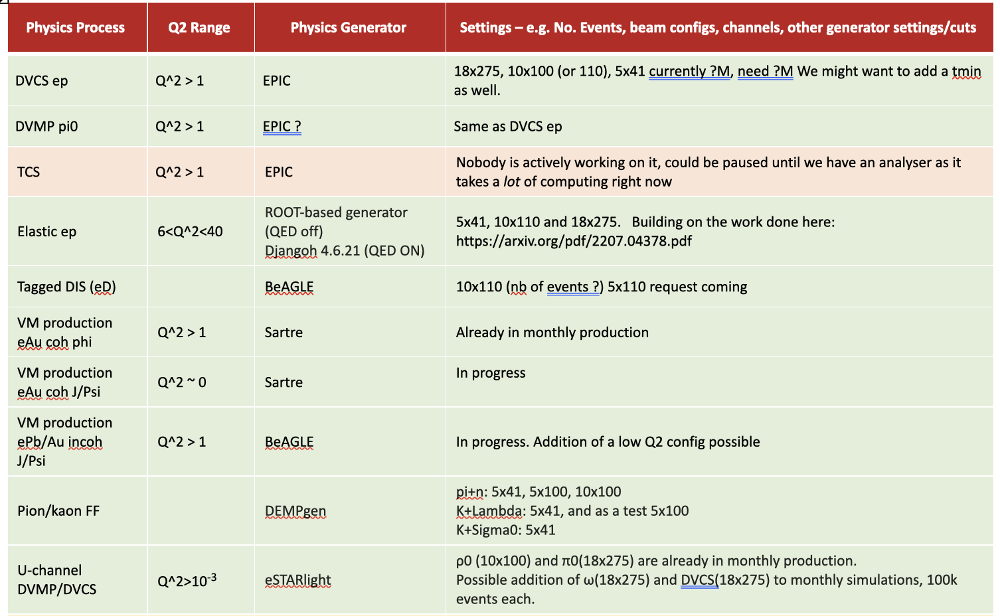 Physics Process
Q2 Range
Physics Generator
Settings – e.g. No. Events, beam configs, channels, other generator settings/cuts
DVCS ep
Q^2 > 1
EPIC
18x275, 10x100 (or 110), 5x41 currently ?M, need ?M We might want to add a tmin
as well.
DVMP pi0
Q^2 > 1
EPIC ?
Same as DVCS ep
TCS
Q^2 > 1
EPIC
Nobody is actively working on it, could be paused until we have an analyser as it
takes a lot of computing right now
Elastic ep
6<Q^2<40
ROOT-based generator
(QED off)
Djangoh 4.6.21 (QED ON)
5x41, 10x110 and 18x275.   Building on the work done here:
https://arxiv.org/pdf/2207.04378.pdf
Tagged DIS (eD)
BeAGLE
10x110 (nb of events ?) 5x110 request coming
VM production
eAu coh phi
Q^2 > 1
Sartre
Already in monthly production
VM production
eAu coh J/Psi
Q^2 ~ 0
Sartre
In progress
VM production
ePb/Au incoh
J/Psi
Q^2 > 1
BeAGLE
In progress. Addition of a low Q2 config possible
Pion/kaon FF
DEMPgen
pi+n: 5x41, 5x100, 10x100
K+Lambda: 5x41, and as a test 5x100
K+Sigma0: 5x41
U-channel
DVMP/DVCS
Q^2>10⁻³
eSTARlight
ρ0 (10x100) and π0(18x275) are already in monthly production.
Possible addition of ω(18x275) and DVCS(18x275) to monthly simulations, 100k
events each.